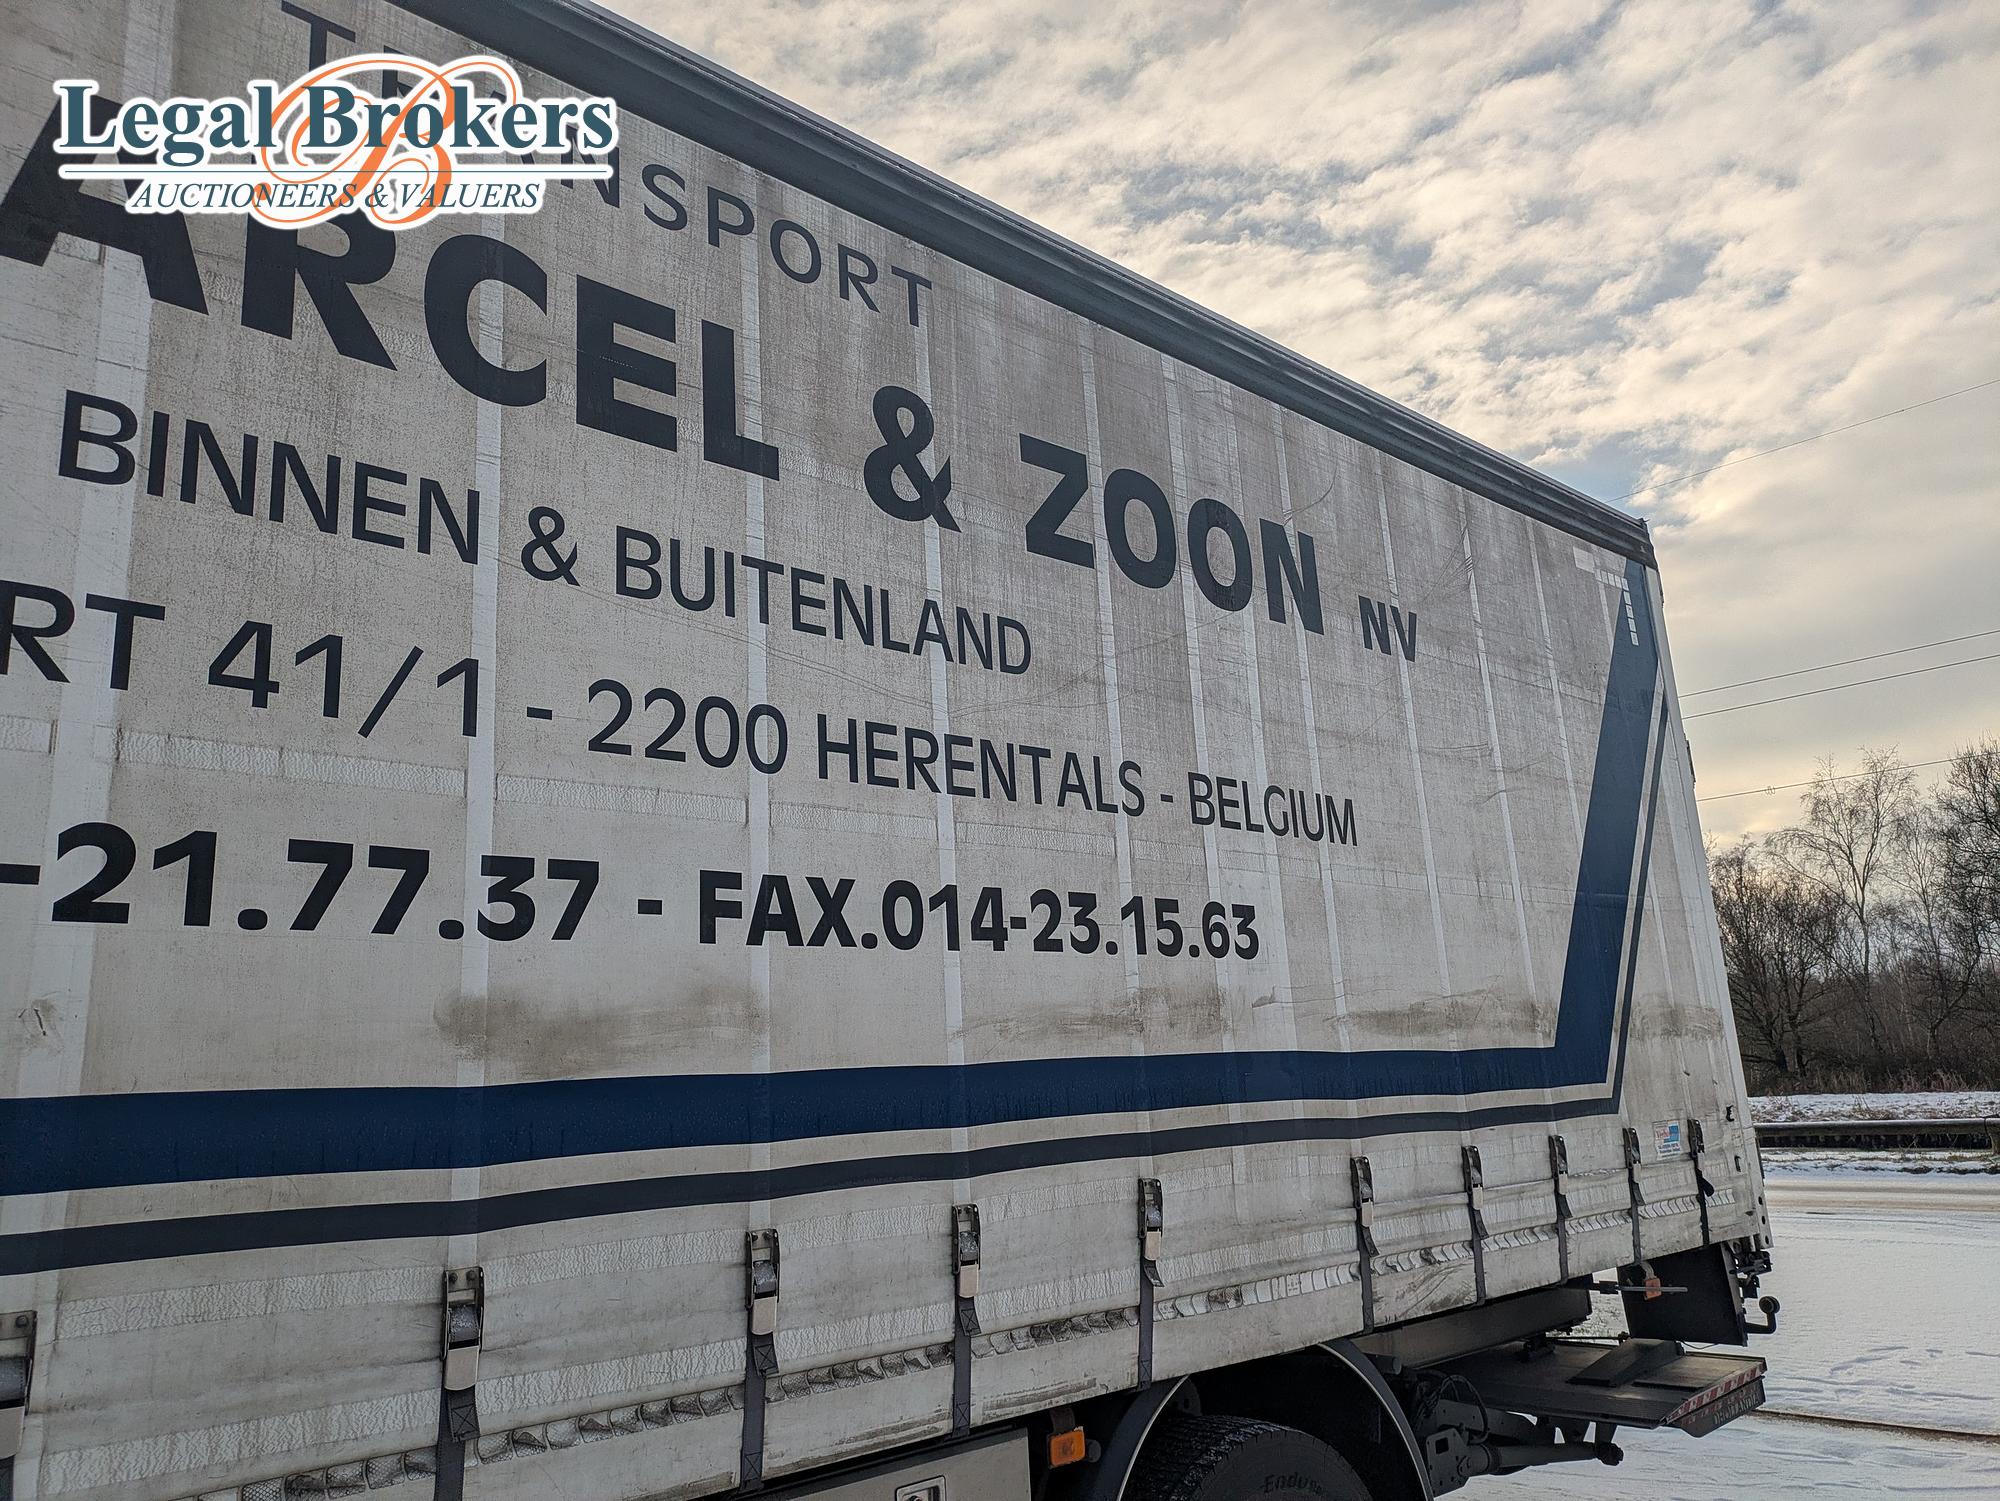 Legal Brokers
AUCTIONEERS & VALUERS
TRANSPORT
ARCEL & ZOON NV
BINNEN & BUITENLAND
RT 41/1 - 2200 HERENTALS - BELGIUM
-21.77.37 - FAX.014-23.15.63